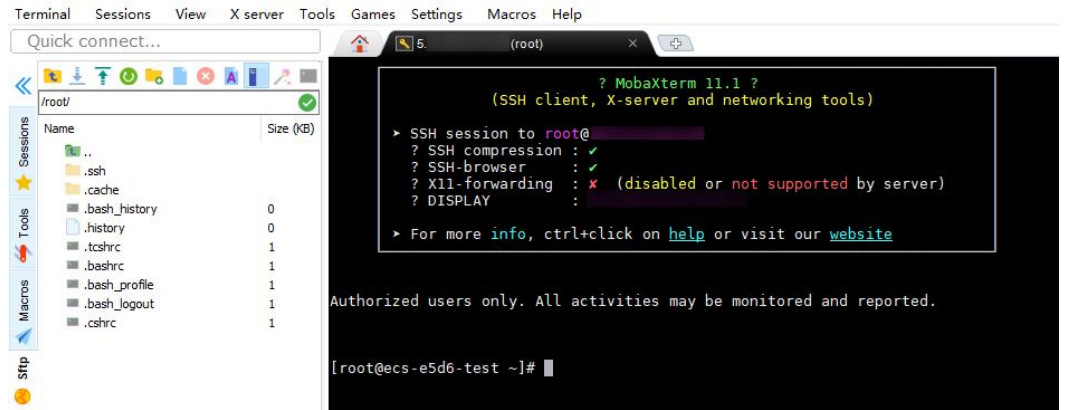 Terminal Sessions View X server Tools Games Settings Macros Help
Quick connect...
5. (root)
/root/
Name Size (KB)
..
.ssh
.cache
.bash_history 0
.history 0
.tcshrc 1
.bashrc 1
.bash_profile 1
.bash_logout 1
.cshrc 1
Sessions
Tools
Macros
Sftp
? MobaXterm 11.1 ?
(SSH client, X-server and networking tools)
➤ SSH session to root@
? SSH compression : ✔
? SSH-browser : ✔
? X11-forwarding : ✘ (disabled or not supported by server)
? DISPLAY :
➤ For more info, ctrl+click on help or visit our website
Authorized users only. All activities may be monitored and reported.
[root@ecs-e5d6-test ~]#